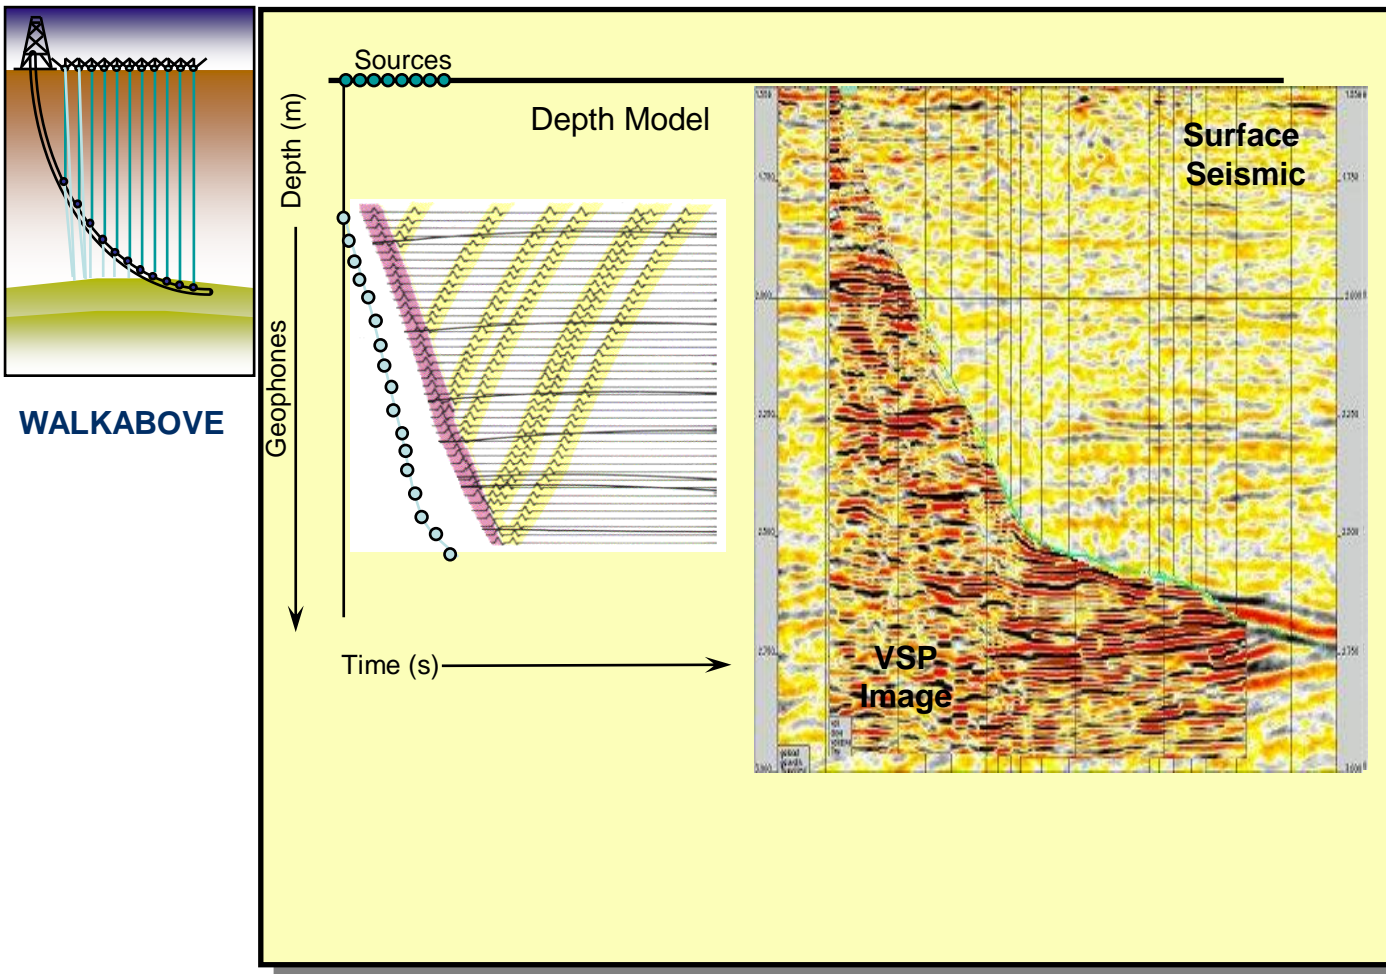 Sources
Depth Model
Depth (m)
Geophones
Time (s)
WALKABOVE
Surface
Seismic
VSP
Image